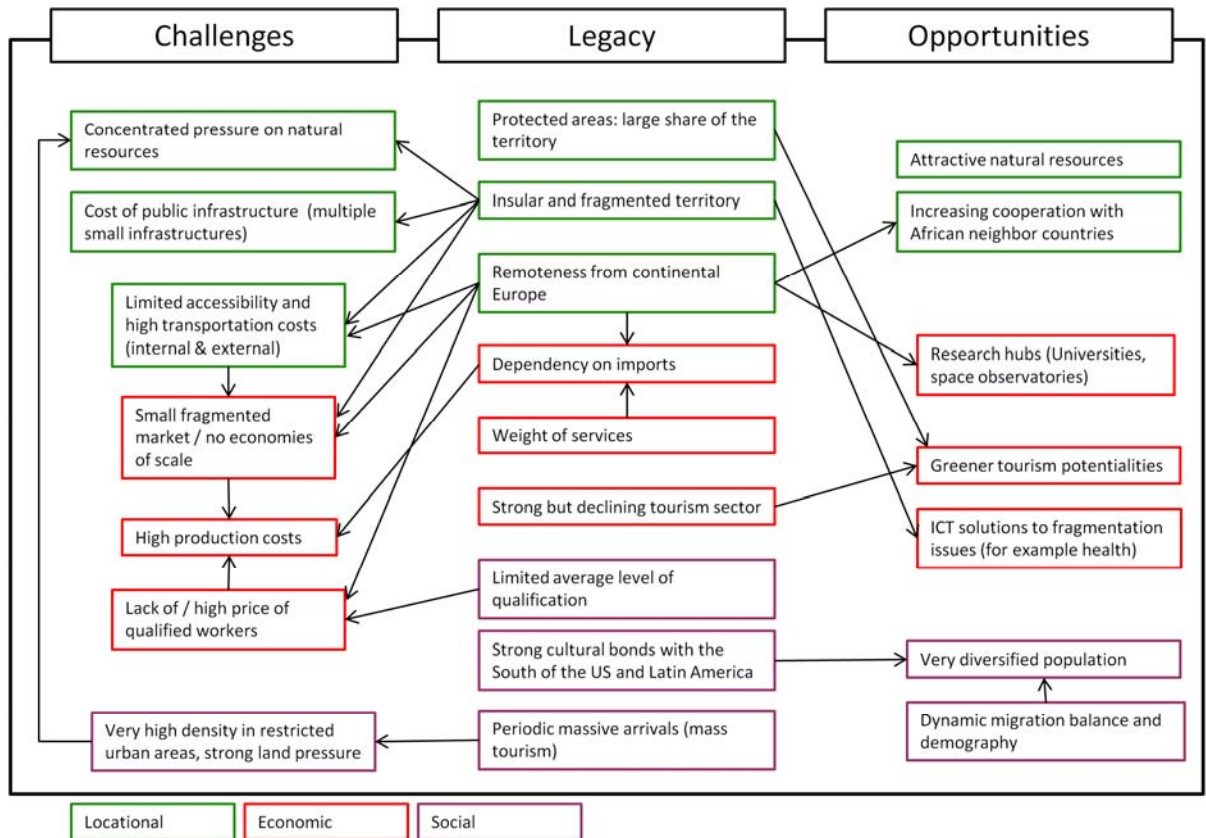 Challenges
Legacy
Opportunities
Concentrated pressure on natural
resources
Cost of public infrastructure (multiple
small infrastructures)
Limited accessibility and
high transportation costs
(internal & external)
Small fragmented
market / no economies
of scale
High production costs
Lack of / high price of
qualified workers
Very high density in restricted
urban areas, strong land pressure
Protected areas: large share of the
territory
Insular and fragmented territory
Remoteness from continental
Europe
Dependency on imports
Weight of services
Strong but declining tourism sector
Limited average level of
qualification
Strong cultural bonds with the
South of the US and Latin America
Periodic massive arrivals (mass
tourism)
Attractive natural resources
Increasing cooperation with
African neighbor countries
Research hubs (Universities,
space observatories)
Greener tourism potentialities
ICT solutions to fragmentation
issues (for example health)
Very diversified population
Dynamic migration balance and
demography
Locational
Economic
Social